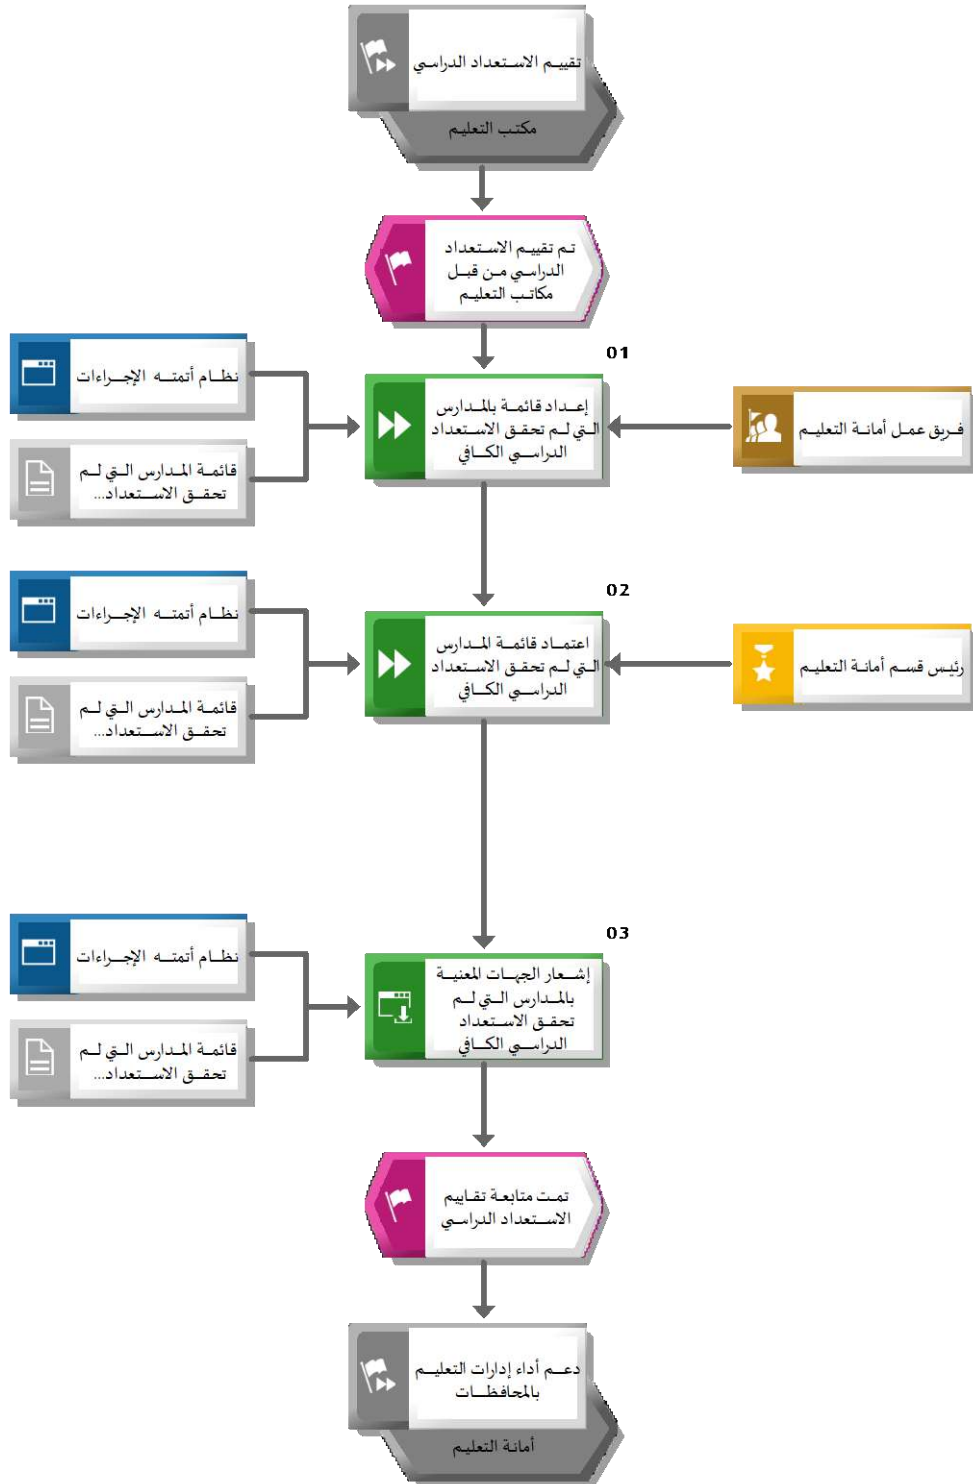 تقييم الاستعداد الدراسي
مكتب التعليم
تم تقييم الاستعداد
الدراسي من قبل
مكاتب التعليم
01
نظام أتمتة الإجراءات
قائمة المدارس التي لم
تحقق الاستعداد...
إعداد قائمة بالمدارس
التي لم تحقق الاستعداد
الدراسي الكافي
فريق عمل أمانة التعليم
02
نظام أتمتة الإجراءات
قائمة المدارس التي لم
تحقق الاستعداد...
اعتماد قائمة المدارس
التي لم تحقق الاستعداد
الدراسي الكافي
رئيس قسم أمانة التعليم
03
نظام أتمتة الإجراءات
قائمة المدارس التي لم
تحقق الاستعداد...
إشعار الجهات المعنية
بالمدارس التي لم
تحقق الاستعداد
الدراسي الكافي
تمت متابعة تقاييم
الاستعداد الدراسي
دعم أداء إدارات التعليم
بالمحافظات
أمانة التعليم